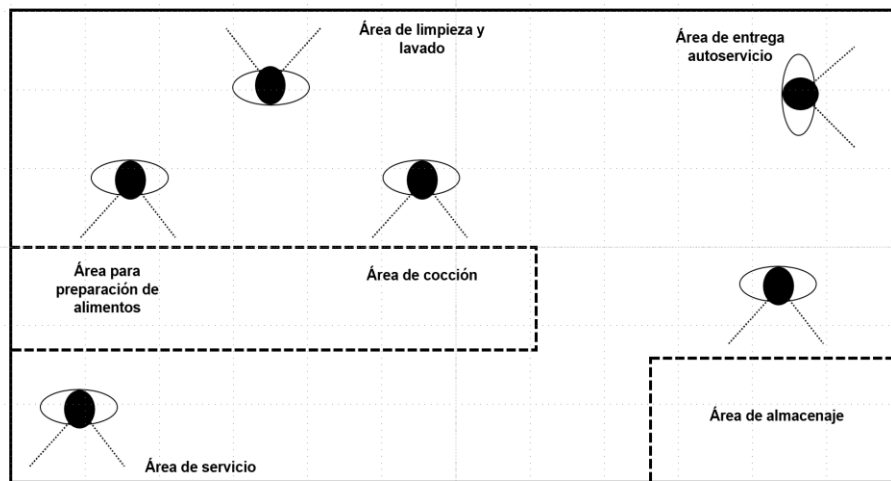 Área de limpieza y
lavado
Área de entrega
autoservicio
Área para
preparación de
alimentos
Área de cocción
Área de almacenaje
Área de servicio